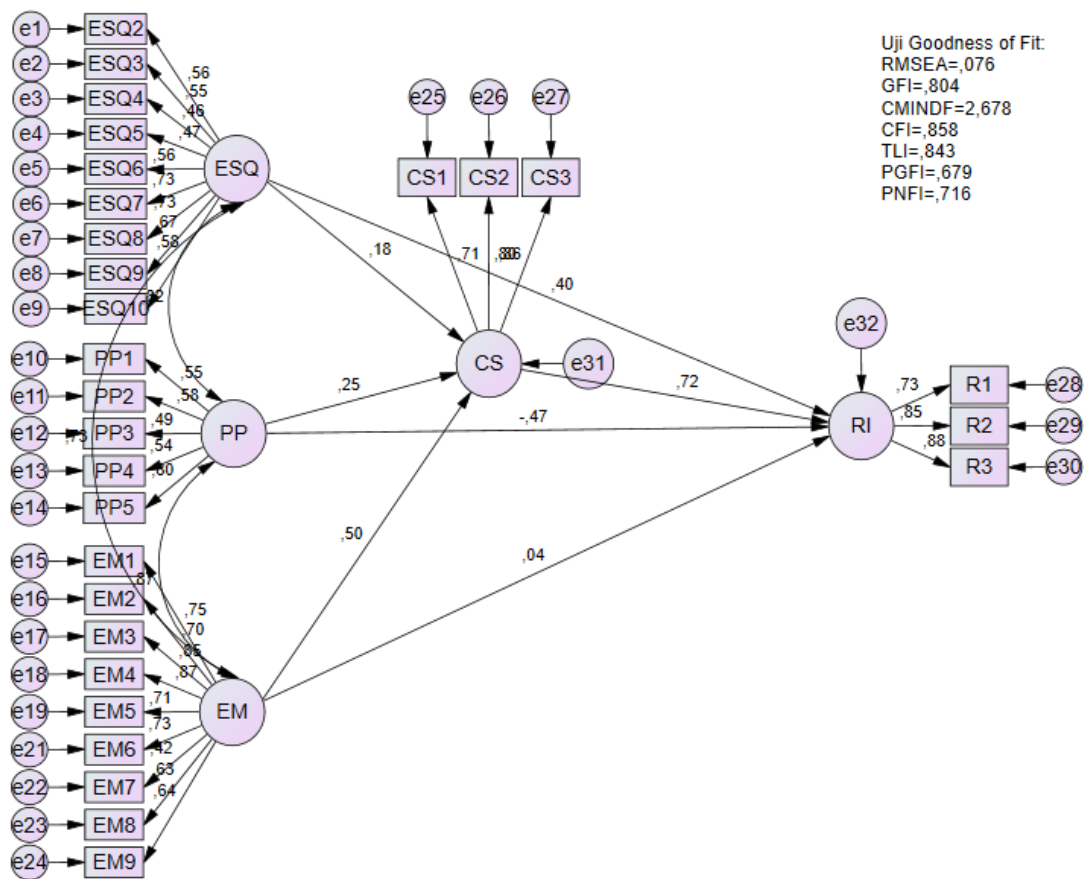 Uji Goodness of Fit:
RMSEA=,076
GFI=,804
CMINDF=2,678
CFI=,858
TLI=,843
PGFI=,679
PNFI=,716
e1 ESQ2
e2 ESQ3
e3 ESQ4
e4 ESQ5
e5 ESQ6
e6 ESQ7
e7 ESQ8
e8 ESQ9
e9 ESQ10
,56
,55
,46
,47
,56
,73
,73
,67
,58
ESQ
e25 e26 e27
CS1 CS2 CS3
,71
,86
,18
,40
e10 PP1
e11 PP2
e12 PP3
e13 PP4
e14 PP5
,55
,58
,49
,54
,60
PP
,25
-,47
CS
e31
,72
e32
RI
,73
,85
,88
R1 e28
R2 e29
R3 e30
e15 EM1
e16 EM2
e17 EM3
e18 EM4
e19 EM5
e21 EM6
e22 EM7
e23 EM8
e24 EM9
,75
,70
,87
,71
,73
,42
,63
,64
EM
,50
,04